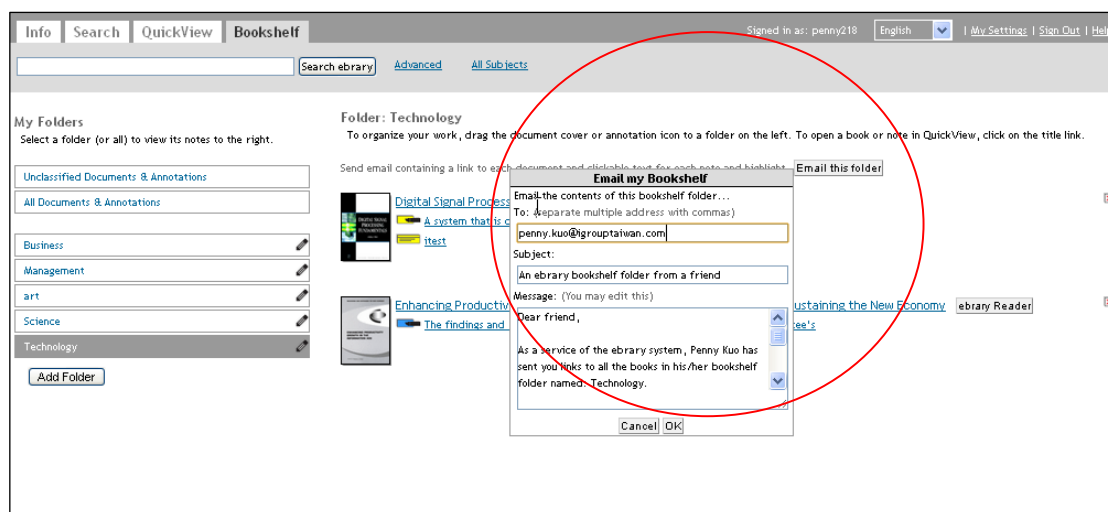 Info Search QuickView Bookshelf
Signed in as: penny218 English | My Settings | Sign Out | Help
Search ebrary Advanced All Subjects
My Folders
Select a folder (or all) to view its notes to the right.
Unclassified Documents & Annotations
All Documents & Annotations
Business
Management
art
Science
Technology
Add Folder
Folder: Technology
To organize your work, drag the document cover or annotation icon to a folder on the left. To open a book or note in QuickView, click on the title link.
Send email containing a link to each document and clickable text for each note and highlight. Email this folder
Digital Signal
A system that is
itest
Enhancing ustaining the New Economy ebrary Reader
The findings and ee's
Email my Bookshelf
Email the contents of this bookshelf folder...
To: (separate multiple address with commas)
penny.kuo@igrouptaiwan.com
Subject:
An ebrary bookshelf folder from a friend
Message: (You may edit this)
Dear friend,
As a service of the ebrary system, Penny Kuo has
sent you links to all the books in his/her bookshelf
folder named: Technology.
Cancel OK